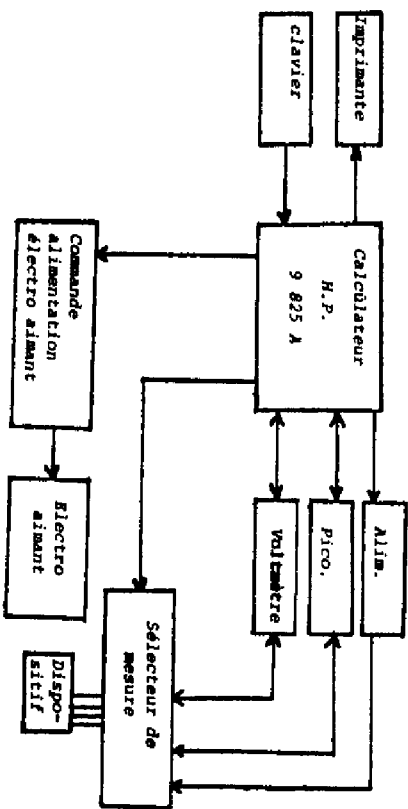 Imprimante
clavier
Calculateur
H.P.
9 825 A
Alim.
Pico.
Voltmètre
Commande
alimentation
électro aimant
Electro
aimant
Sélecteur de
mesure
Dispo-
sitif